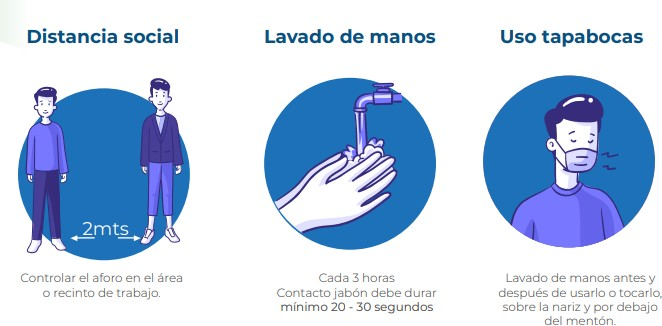 Distancia social
2mts
Controlar el aforo en el área
o recinto de trabajo.
Lavado de manos
Cada 3 horas
Contacto jabón debe durar
mínimo 20 - 30 segundos
Uso tapabocas
Lavado de manos antes y
después de usarlo o tocarlo,
sobre la nariz y por debajo
del mentón.